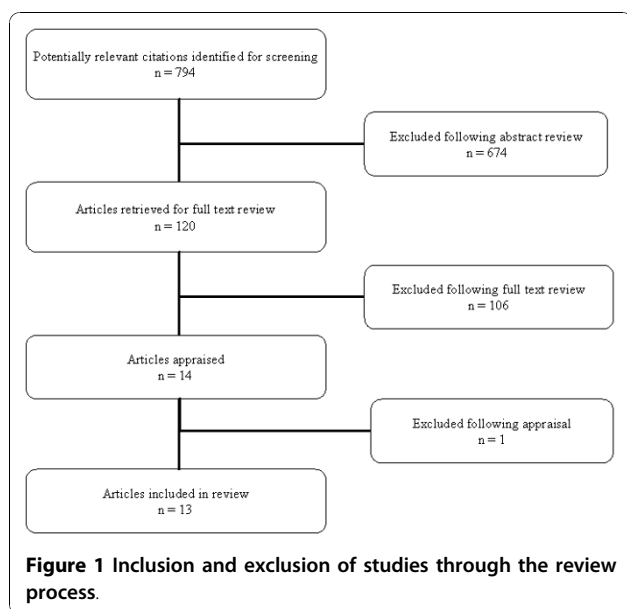 Potentially relevant citations identified for screening
n = 794
Excluded following abstract review
n = 674
Articles retrieved for full text review
n = 120
Excluded following full text review
n = 106
Articles appraised
n = 14
Excluded following appraisal
n = 1
Articles included in review
n = 13
Figure 1 Inclusion and exclusion of studies through the review
process.